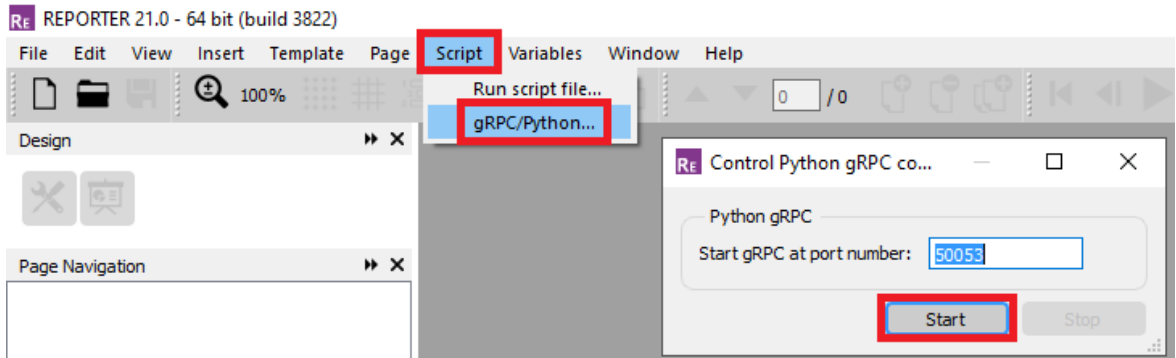 RE REPORTER 21.0 - 64 bit (build 3822)
File Edit View Insert Template Page Script Variables Window Help
100% 0 / 0
Run script file...
gRPC/Python...
Design
RE Control Python gRPC co...
Python gRPC
Start gRPC at port number: 50053
Page Navigation
Start Stop